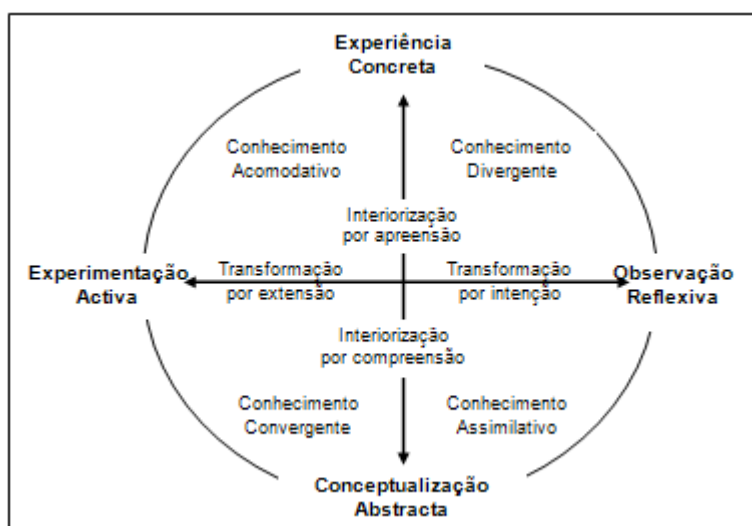 Experiência
Concreta
Conhecimento
Acomodativo
Conhecimento
Divergente
Interiorização
por apreensão
Experimentação
Activa
Transformação
por extensão
Transformação
por intenção
Observação
Reflexiva
Interiorização
por compreensão
Conhecimento
Convergente
Conhecimento
Assimilativo
Conceptualização
Abstracta